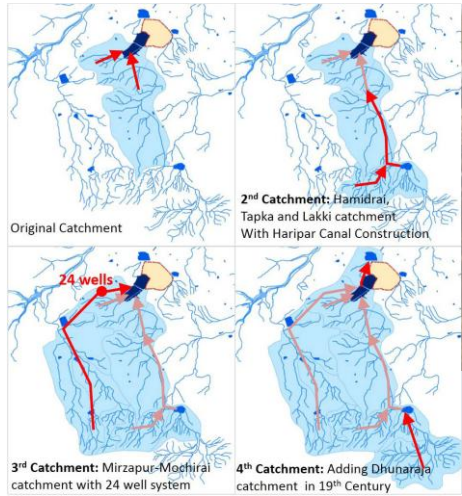 Original Catchment
2nd Catchment: Hamidrai,
Tapka and Lakki catchment
With Haripar Canal Construction
24 wells
3rd Catchment: Mirzapur-Mochirai
catchment with 24 well system
4th Catchment: Adding Dhunaraja
catchment in 19th Century